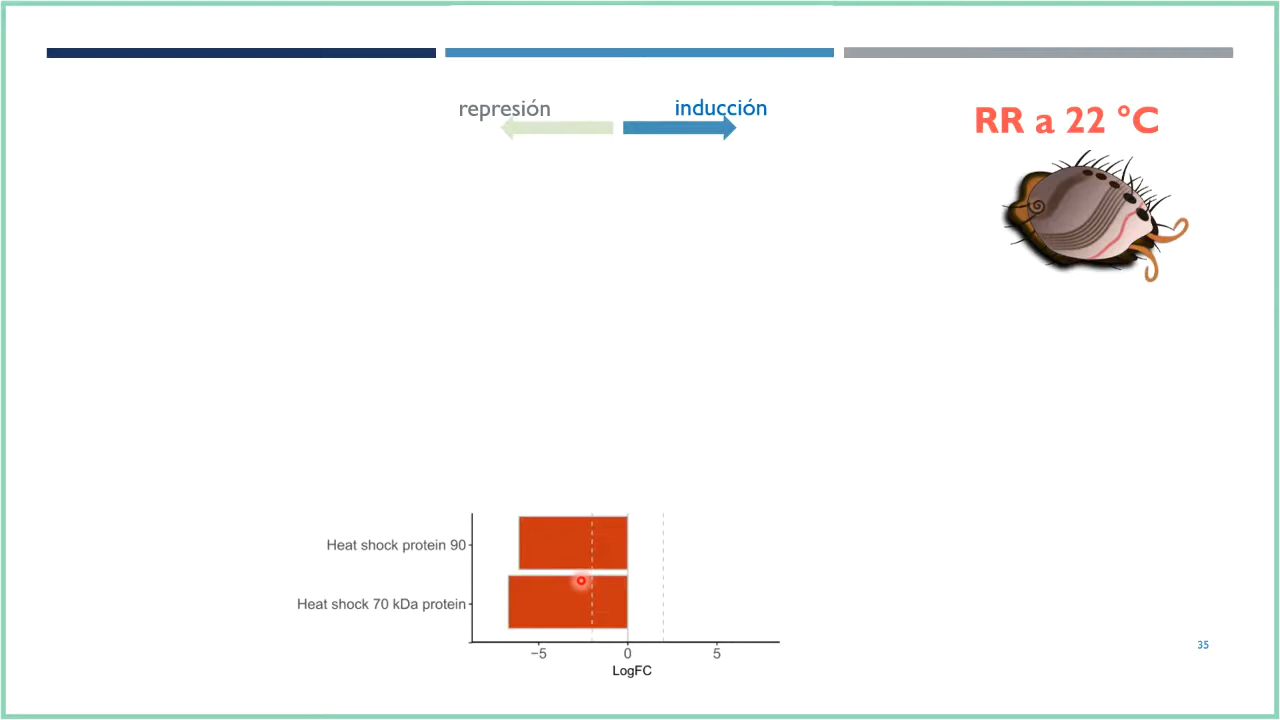 represión
inducción
RR a 22 °C
Heat shock protein 90
Heat shock 70 kDa protein
−5
0
5
LogFC
35